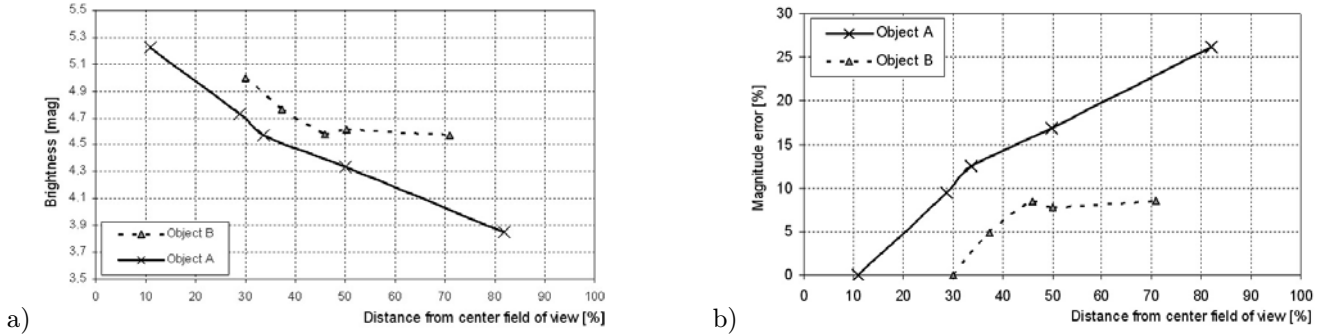 5.5
5.3
5.1
4.9
4.7
4.5
4.3
4.1
3.9
3.7
3.5
Brightness [mag]
Object B
Object A
0 10 20 30 40 50 60 70 80 90 100
Distance from center field of view [%]
a)
30
25
20
15
10
5
0
Magnitude error [%]
Object A
Object B
0 10 20 30 40 50 60 70 80 90 100
Distance from center field of view [%]
b)